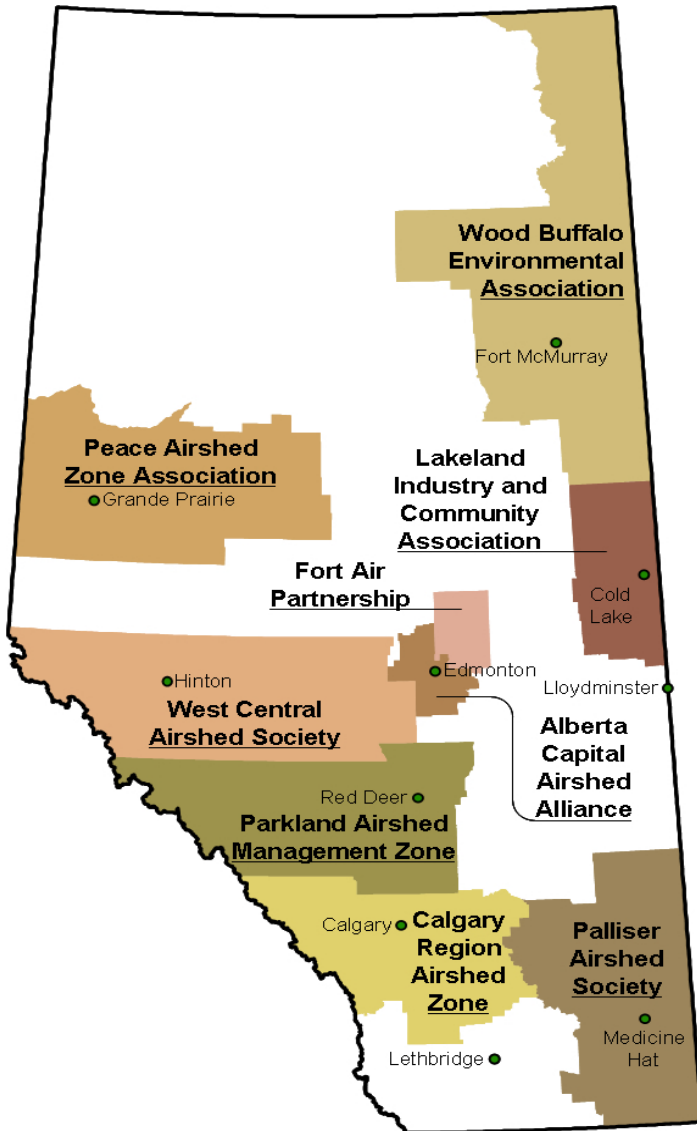 Wood Buffalo
Environmental
Association
Fort McMurray
Peace Airshed
Zone Association
Grande Prairie
Lakeland
Industry and
Community
Association
Fort Air
Partnership
Cold
Lake
Edmonton
Hinton
Lloydminster
West Central
Airshed Society
Alberta
Capital
Airshed
Alliance
Red Deer
Parkland Airshed
Management Zone
Calgary
Calgary
Region
Airshed
Zone
Palliser
Airshed
Society
Medicine
Hat
Lethbridge